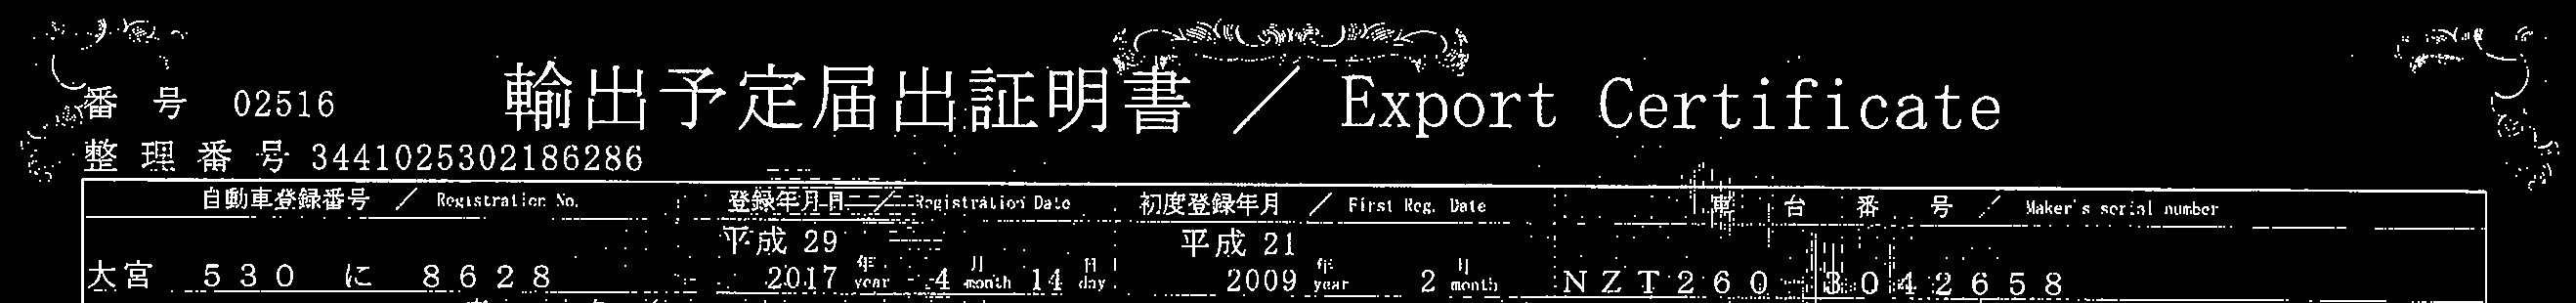 輸出予定届出証明書 ／ Export Certificate
番 号 02516
整 理 番 号 3441025302186286
自動車登録番号 ／ Registration No. 登録年月日 ／ Registration Date 初度登録年月 ／ First Reg. Date 車 台 番 号 ／ Maker's serial number
平成 29 平成 21
大宮 530 に 8628 2017 年 year 4 月 month 14 日 day 2009 年 year 2 月 month NZT260-3042658